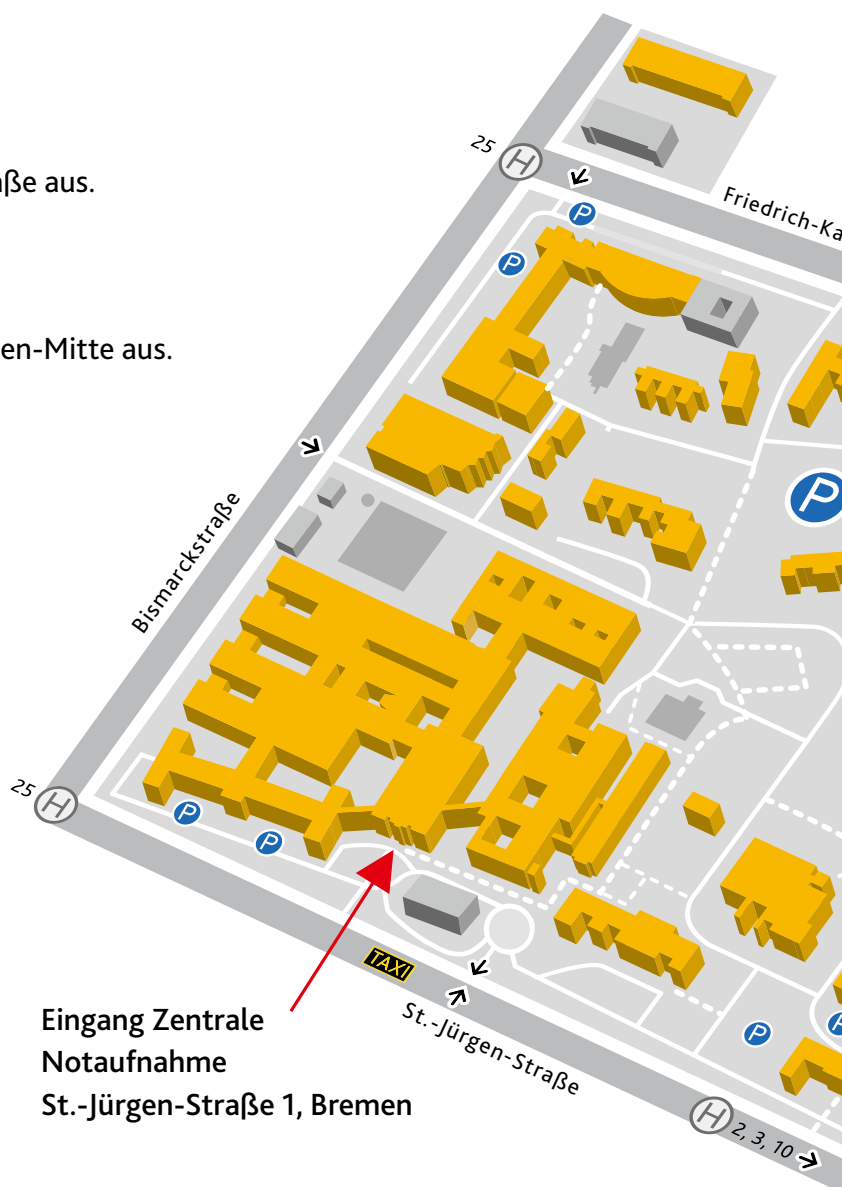 25
H
P
Friedrich-Ka
aße aus.
P
en-Mitte aus.
P
Bismarckstraße
25
H
P
P
TAXI
Eingang Zentrale
Notaufnahme
St.-Jürgen-Straße 1, Bremen
St.-Jürgen-Straße
P
P
H
2, 3, 10